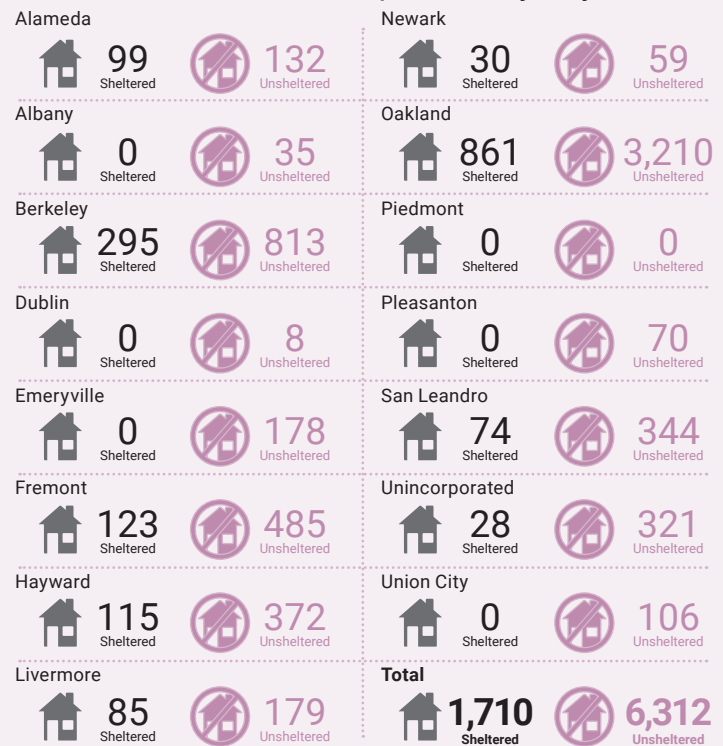 Alameda
99 132
Sheltered Unsheltered
Albany
0 35
Sheltered Unsheltered
Berkeley
295 813
Sheltered Unsheltered
Dublin
0 8
Sheltered Unsheltered
Emeryville
0 178
Sheltered Unsheltered
Fremont
123 485
Sheltered Unsheltered
Hayward
115 372
Sheltered Unsheltered
Livermore
85 179
Sheltered Unsheltered
Newark
30 59
Sheltered Unsheltered
Oakland
861 3,210
Sheltered Unsheltered
Piedmont
0 0
Sheltered Unsheltered
Pleasanton
0 70
Sheltered Unsheltered
San Leandro
74 344
Sheltered Unsheltered
Unincorporated
28 321
Sheltered Unsheltered
Union City
0 106
Sheltered Unsheltered
Total
1,710 6,312
Sheltered Unsheltered